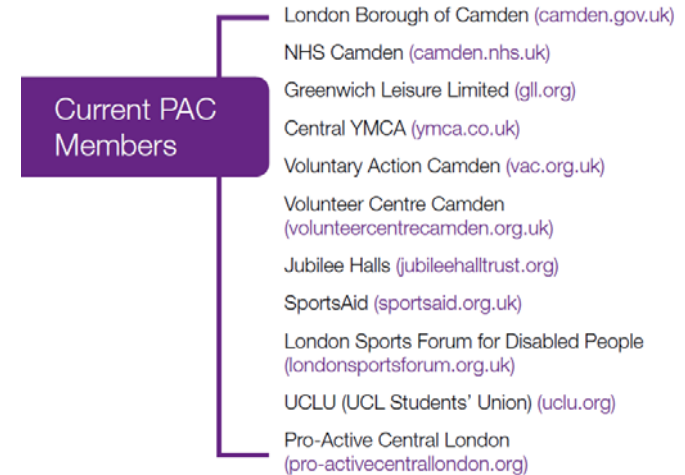 Current PAC
Members
London Borough of Camden (camden.gov.uk)
NHS Camden (camden.nhs.uk)
Greenwich Leisure Limited (gll.org)
Central YMCA (ymca.co.uk)
Voluntary Action Camden (vac.org.uk)
Volunteer Centre Camden
(volunteercentrecamden.org.uk)
Jubilee Halls (jubileehalltrust.org)
SportsAid (sportsaid.org.uk)
London Sports Forum for Disabled People
(londonsportsforum.org.uk)
UCLU (UCL Students' Union) (uclu.org)
Pro-Active Central London
(pro-activecentrallondon.org)